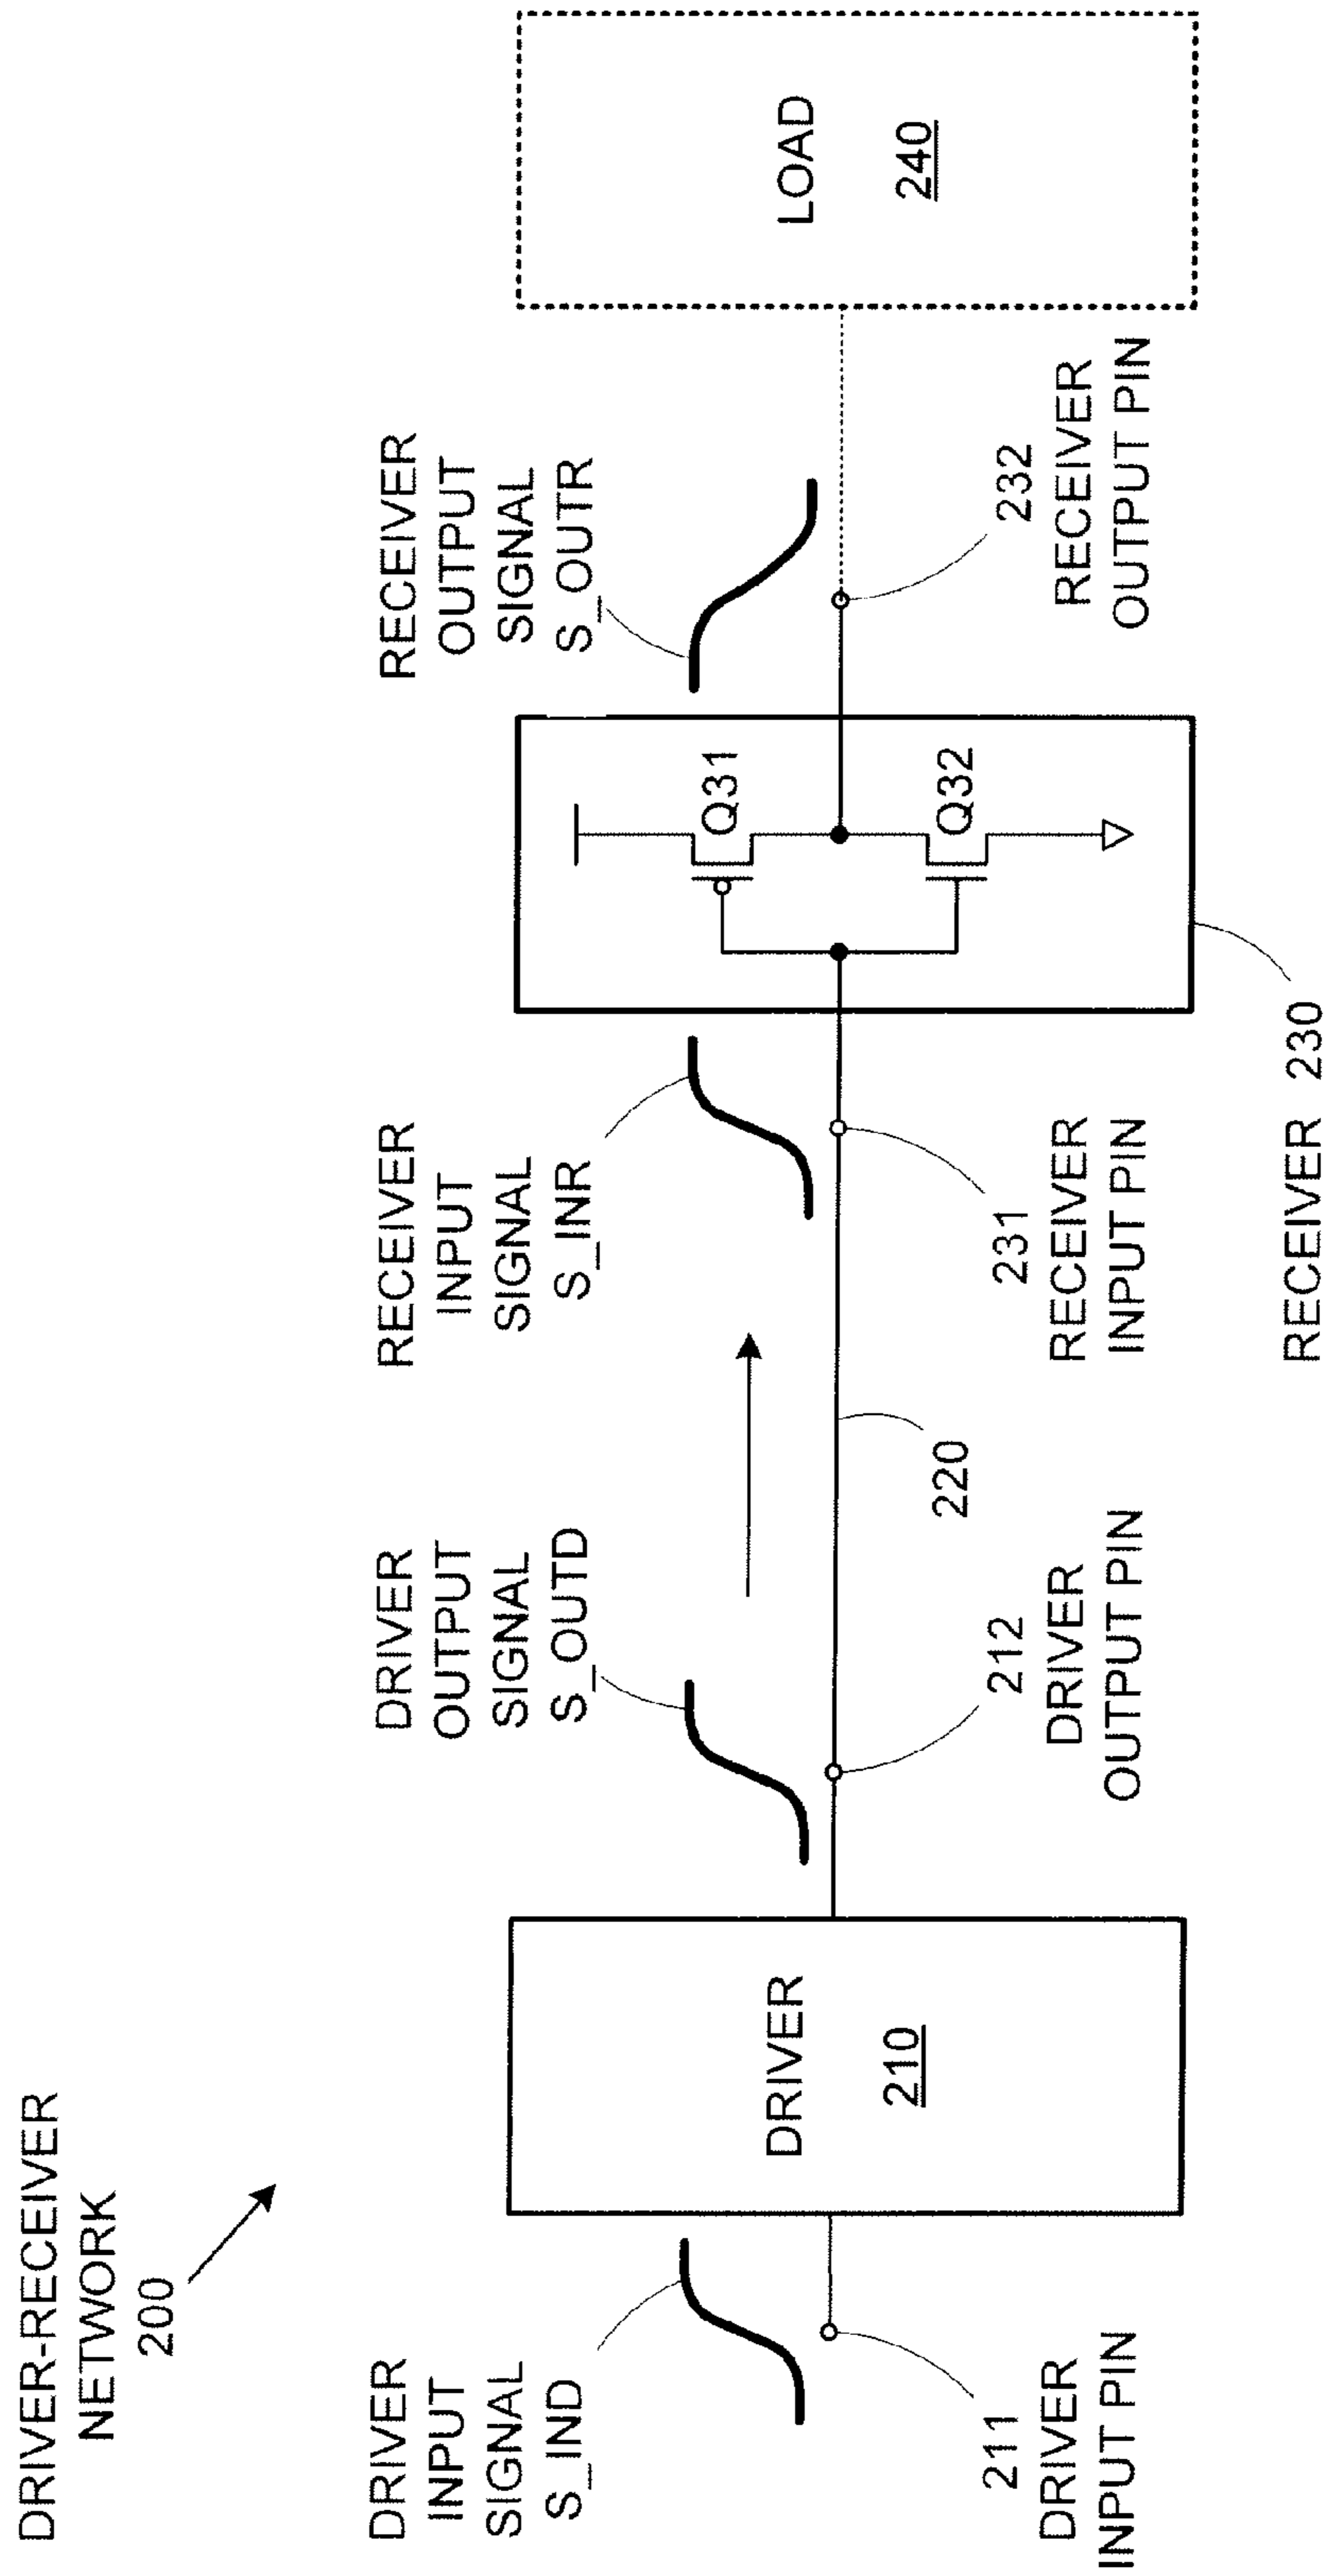 DRIVER-RECEIVER
NETWORK
200
DRIVER
INPUT
SIGNAL
S_IND
211
DRIVER
INPUT PIN
DRIVER
210
DRIVER
OUTPUT
SIGNAL
S_OUTD
212
DRIVER
OUTPUT PIN
220
RECEIVER
INPUT
SIGNAL
S_INR
231
RECEIVER
INPUT PIN
Q31
Q32
RECEIVER 230
RECEIVER
OUTPUT
SIGNAL
S_OUTR
232
RECEIVER
OUTPUT PIN
LOAD
240